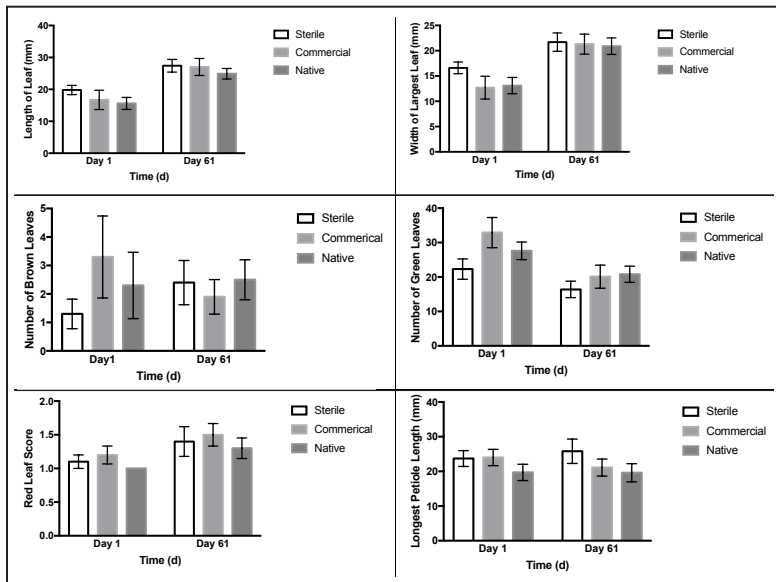 Length of Leaf (mm)
40
30
20
10
0
Day 1
Day 61
Time (d)
Sterile
Commercial
Native
Width of Largest Leaf (mm)
25
20
15
10
5
0
Day 1
Day 61
Time (d)
Sterile
Commercial
Native
Number of Brown Leaves
5
4
3
2
1
0
Day1
Day 61
Time (d)
Sterile
Commerical
Native
Number of Green Leaves
40
30
20
10
0
Day 1
Day 61
Time (d)
Sterile
Commerical
Native
Red Leaf Score
2.0
1.5
1.0
0.5
0.0
Day 1
Day 61
Time (d)
Sterile
Commerical
Native
Longest Petiole Length (mm)
40
30
20
10
0
Day 1
Day 61
Time (d)
Sterile
Commercial
Native